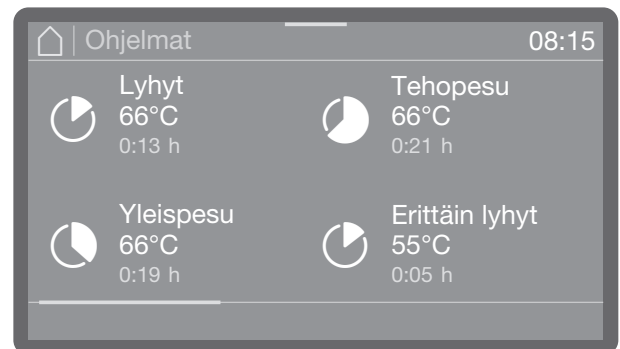 Ohjelmat 08:15
Lyhyt
66°C
0:13 h
Tehopesu
66°C
0:21 h
Yleispesu
66°C
0:19 h
Erittäin lyhyt
55°C
0:05 h